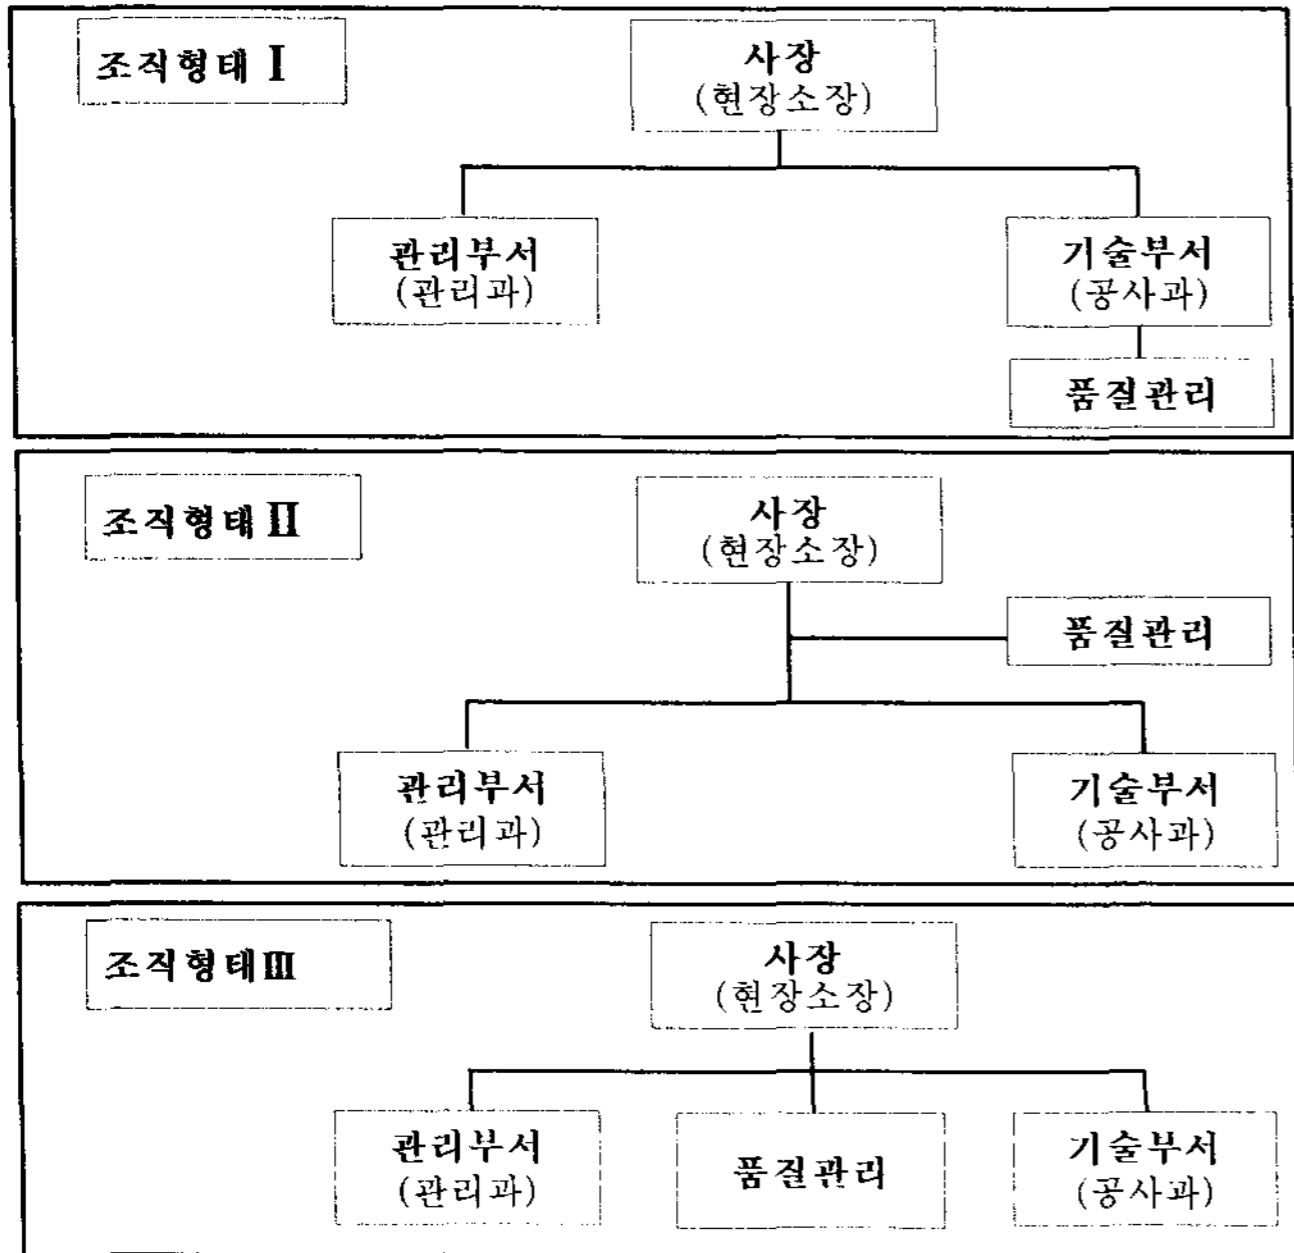 조직형태 Ⅰ
사장
(현장소장)
관리부서
(관리과)
기술부서
(공사과)
품질관리
조직형태 Ⅱ
사장
(현장소장)
품질관리
관리부서
(관리과)
기술부서
(공사과)
조직형태Ⅲ
사장
(현장소장)
관리부서
(관리과)
품질관리
기술부서
(공사과)